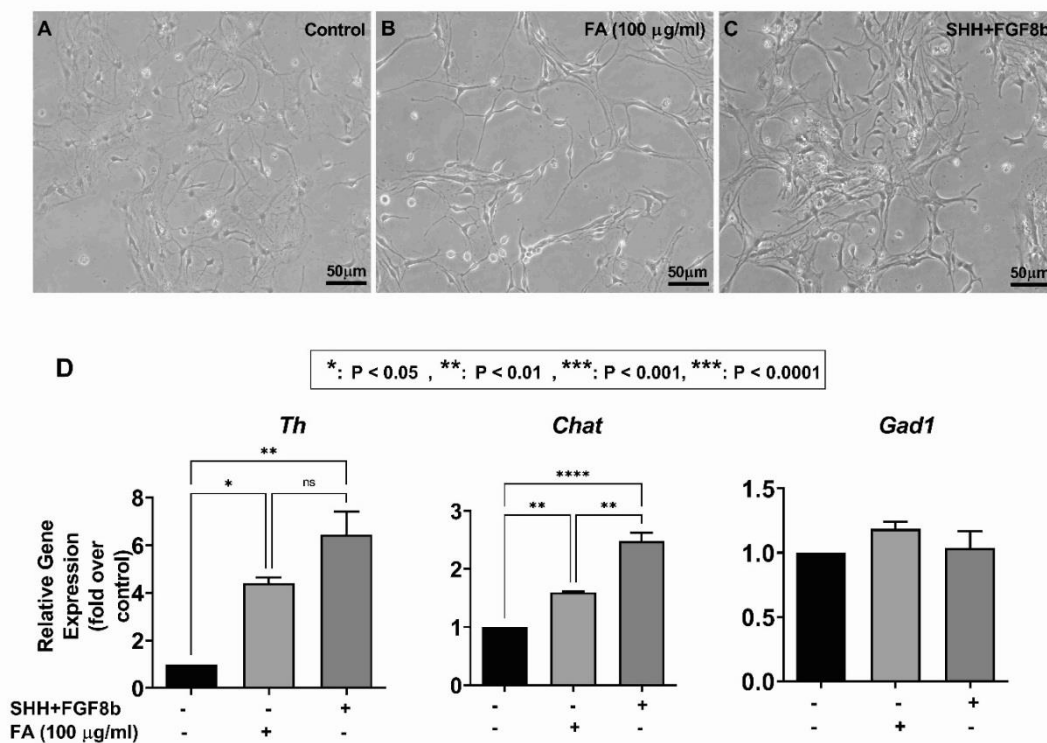 A
Control
B
FA (100 µg/ml)
C
SHH+FGF8b
50µm
50µm
50µm
D
*: P < 0.05 , **: P < 0.01 , ***: P < 0.001, ***: P < 0.0001
Th
Chat
Gad1
Relative Gene
Expression
(fold over
control)
8
6
4
2
0
**
*
ns
3
2
1
0
****
**
**
1.5
1.0
0.5
0.0
SHH+FGF8b - - + - - + - - +
FA (100 µg/ml) - + - - + - - + -